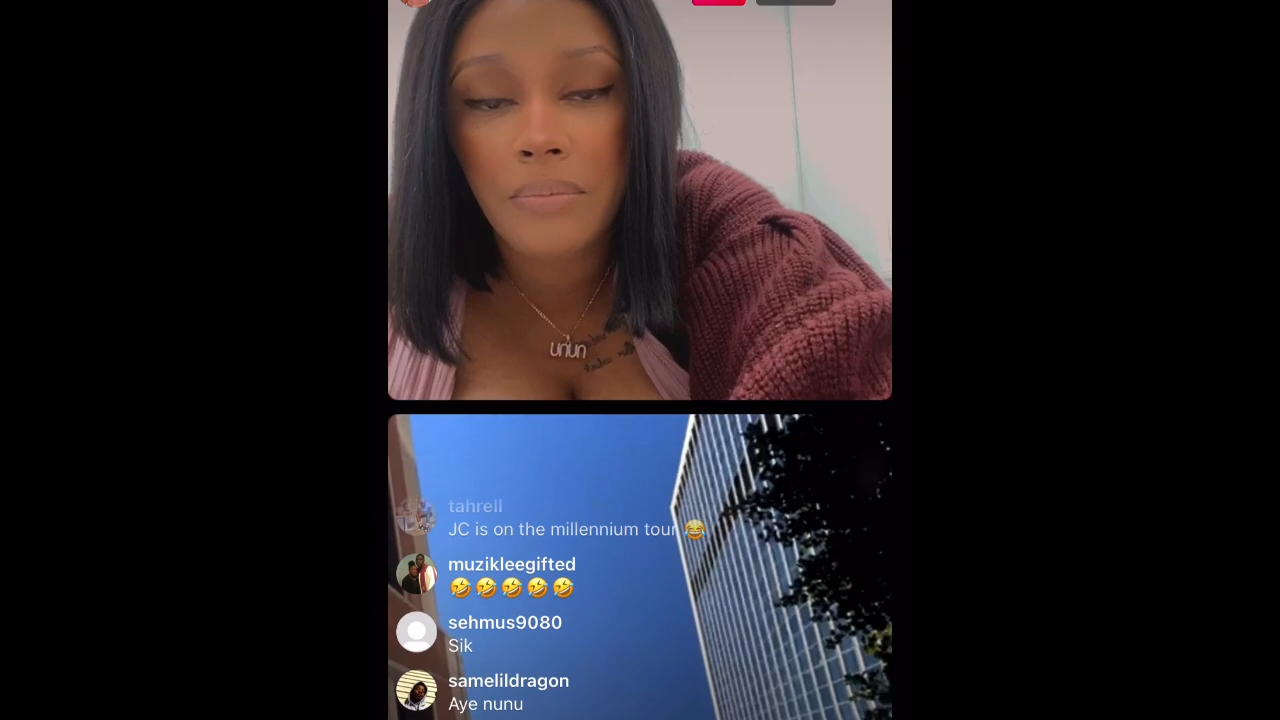 unun
tahrell
JC is on the millennium tour 😂
muzikleegifted
🤣🤣🤣🤣🤣
sehmus9080
Sik
samelildragon
Aye nunu